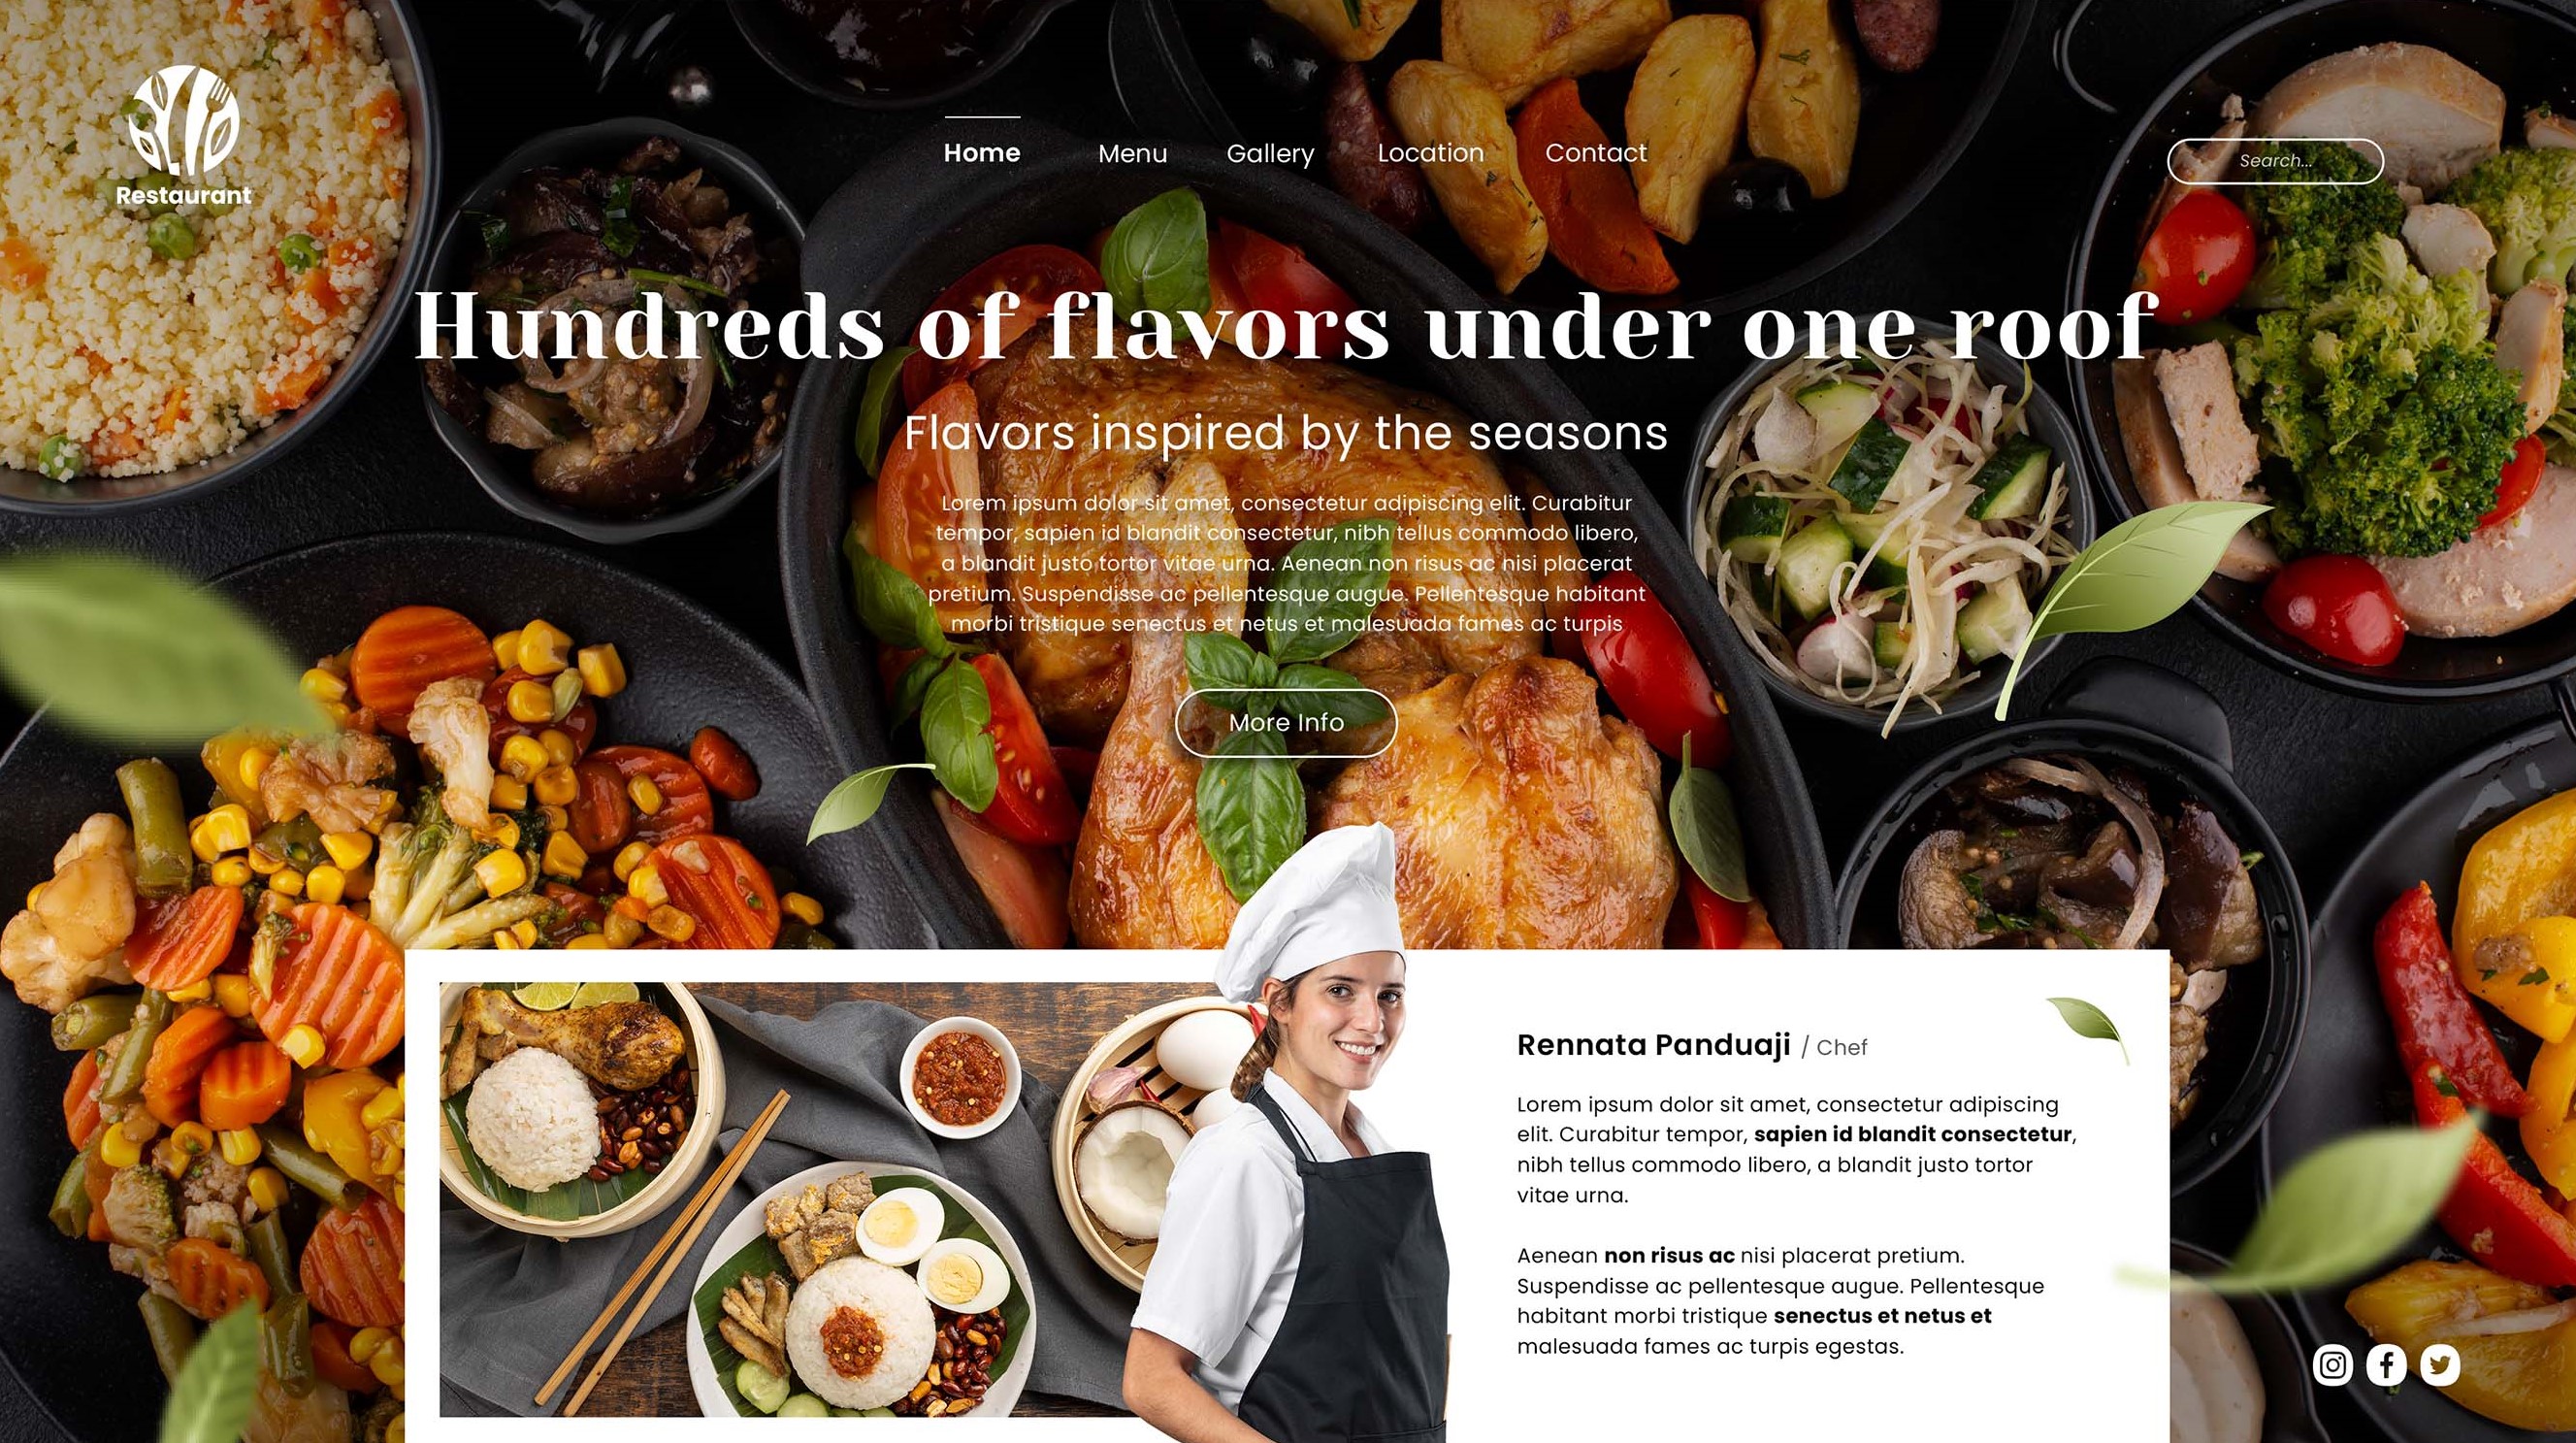 Restaurant
Home
Menu
Gallery
Location
Contact
Search...
Hundreds of flavors under one roof
Flavors inspired by the seasons
Lorem ipsum dolor sit amet, consectetur adipiscing elit. Curabitur
tempor, sapien id blandit consectetur, nibh tellus commodo libero,
a blandit justo tortor vitae urna. Aenean non risus ac nisi placerat
pretium. Suspendisse ac pellentesque augue. Pellentesque habitant
morbi tristique senectus et netus et malesuada fames ac turpis
More Info
Rennata Panduaji / Chef
Lorem ipsum dolor sit amet, consectetur adipiscing
elit. Curabitur tempor, sapien id blandit consectetur,
nibh tellus commodo libero, a blandit justo tortor
vitae urna.
Aenean non risus ac nisi placerat pretium.
Suspendisse ac pellentesque augue. Pellentesque
habitant morbi tristique senectus et netus et
malesuada fames ac turpis egestas.